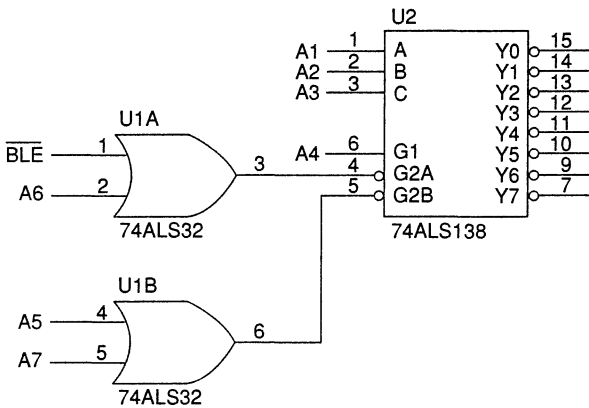 U2
A1 1 A Y0 15
A2 2 B Y1 14
A3 3 C Y2 13
Y3 12
Y4 11
A4 6 G1 Y5 10
4 G2A Y6 9
5 G2B Y7 7
74ALS138
U1A
BLE 1
3
A6 2
74ALS32
U1B
A5 4
6
A7 5
74ALS32